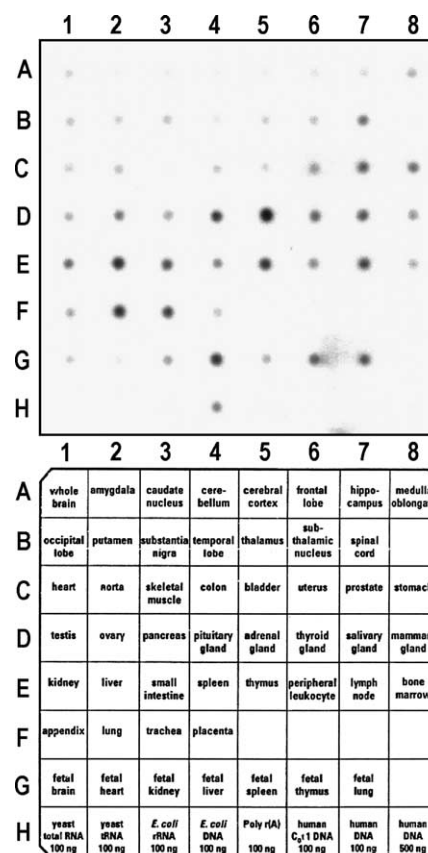 1 2 3 4 5 6 7 8
A
B
C
D
E
F
G
H
1 2 3 4 5 6 7 8
A whole brain amygdala caudate nucleus cere- bellum cerebral cortex frontal lobe hippo- campus medulla oblonga
B occipital lobe putamen substantia nigra temporal lobe thalamus sub- thalamic nucleus spinal cord
C heart aorta skeletal muscle colon bladder uterus prostate stomach
D testis ovary pancreas pituitary gland adrenal gland thyroid gland salivary gland mammar gland
E kidney liver small intestine spleen thymus peripheral leukocyte lymph node bone marrow
F appendix lung trachea placenta
G fetal brain fetal heart fetal kidney fetal liver fetal spleen fetal thymus fetal lung
H yeast total RNA 100 ng yeast tRNA 100 ng E. coli rRNA 100 ng E. coli DNA 100 ng Poly r(A) 100 ng human C₀t 1 DNA 100 ng human DNA 100 ng human DNA 500 ng